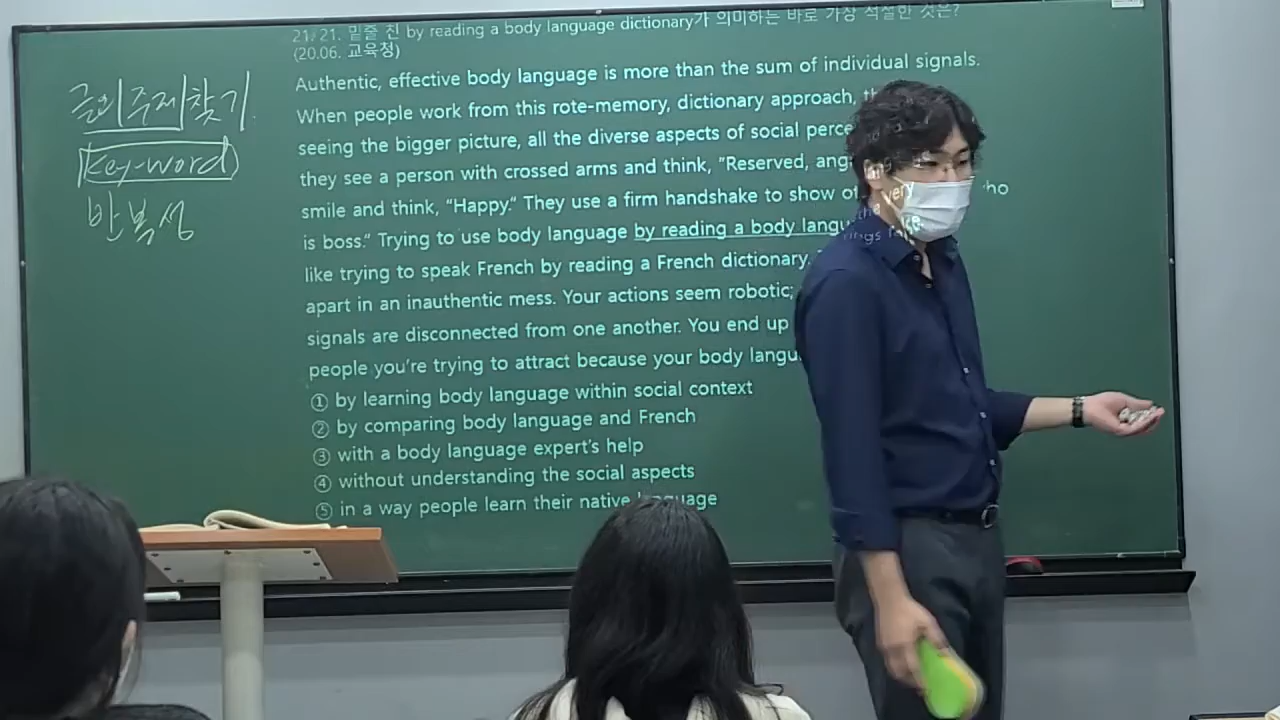 글의주제찾기.
Key-word
반복성
21. 21. 밑줄 친 by reading a body language dictionary가 의미하는 바로 가장 적절한 것은?
(20.06. 교육청)
Authentic, effective body language is more than the sum of individual signals.
When people work from this rote-memory, dictionary approach,
seeing the bigger picture, all the diverse aspects of social
they see a person with crossed arms and think, "Reserved,
smile and think, "Happy." They use a firm handshake to show
is boss." Trying to use body language by reading a body
like trying to speak French by reading a French dictionary.
apart in an inauthentic mess. Your actions seem robotic;
signals are disconnected from one another. You end up
people you're trying to attract because your body
① by learning body language within social context
② by comparing body language and French
③ with a body language expert's help
④ without understanding the social aspects
⑤ in a way people learn their native language